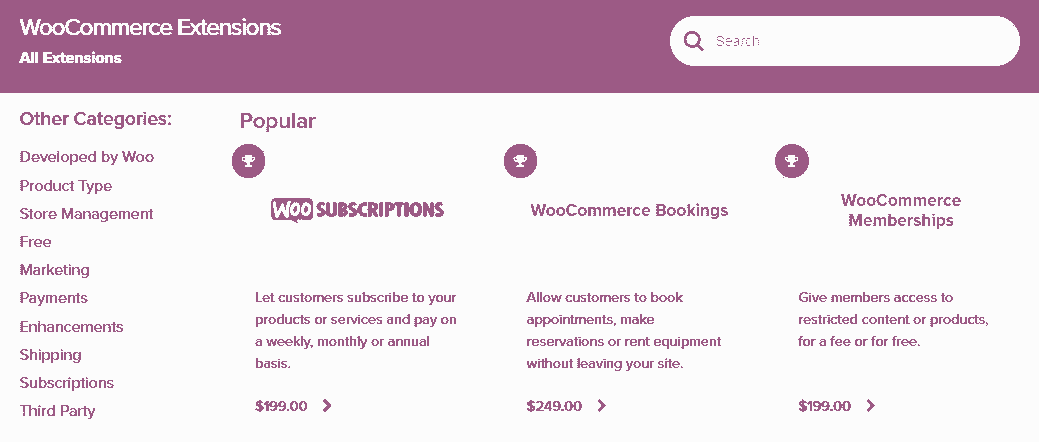 WooCommerce Extensions
All Extensions
Search
Other Categories:
Developed by Woo
Product Type
Store Management
Free
Marketing
Payments
Enhancements
Shipping
Subscriptions
Third Party
Popular
WOO SUBSCRIPTIONS
Let customers subscribe to your
products or services and pay on
a weekly, monthly or annual
basis.
$199.00
WooCommerce Bookings
Allow customers to book
appointments, make
reservations or rent equipment
without leaving your site.
$249.00
WooCommerce
Memberships
Give members access to
restricted content or products,
for a fee or for free.
$199.00